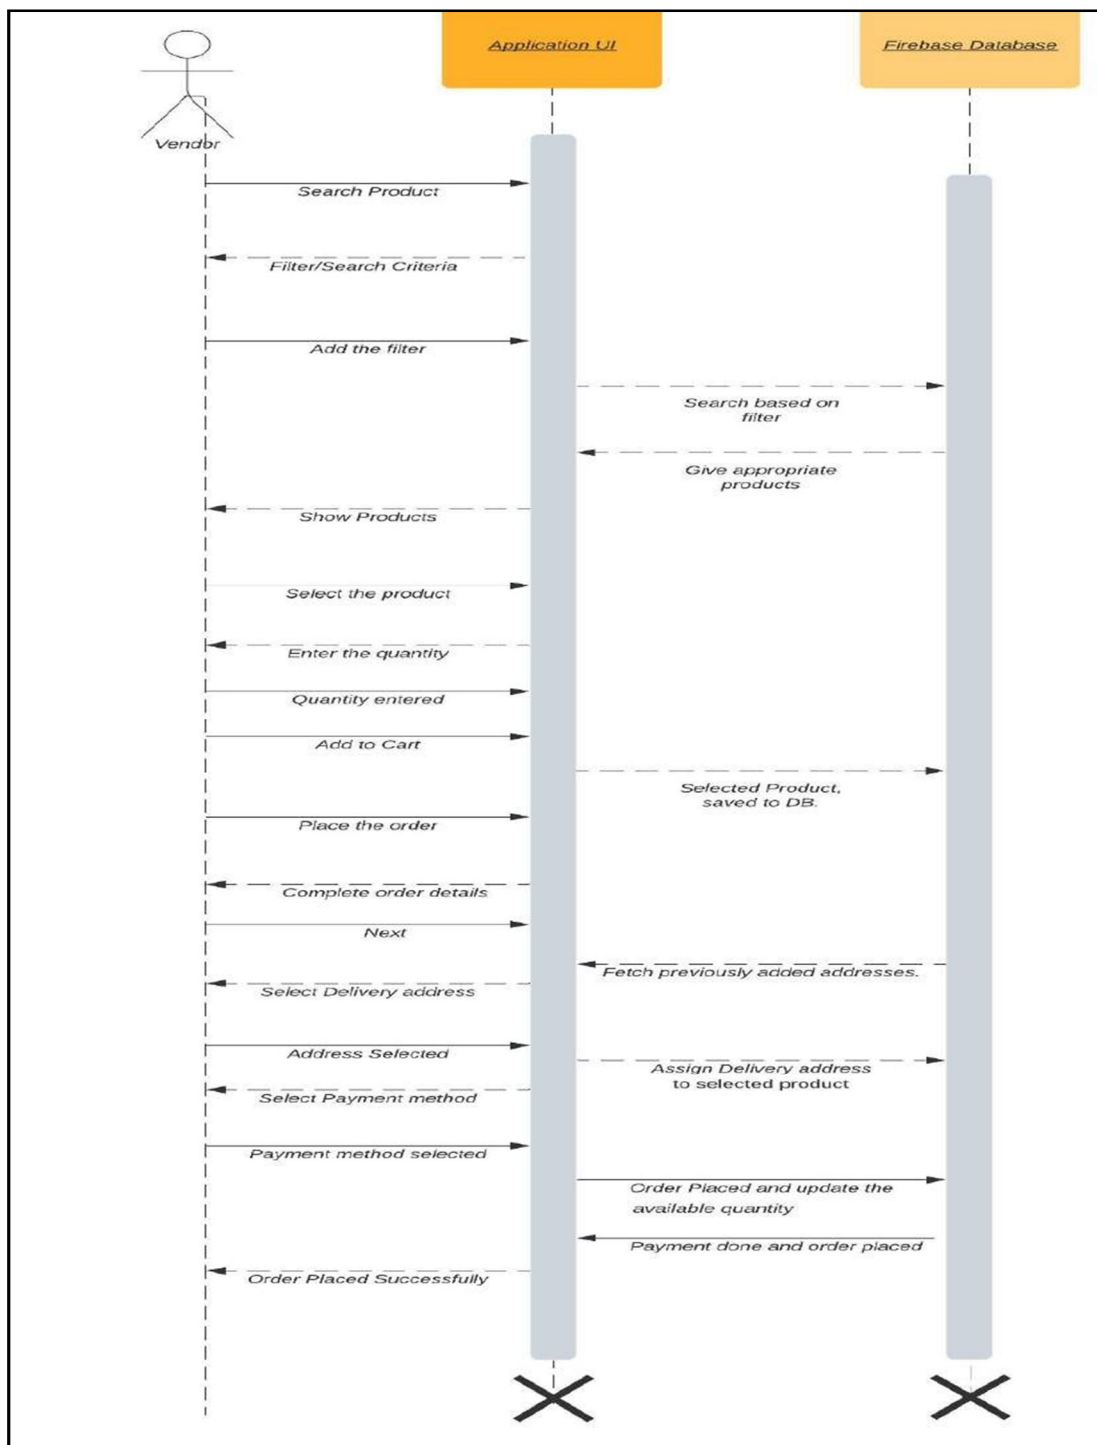 Application UI
Firebase Database
Vendor
Search Product
Filter/Search Criteria
Add the filter
Search based on
filter
Give appropriate
products
Show Products
Select the product
Enter the quantity
Quantity entered
Add to Cart
Selected Product,
saved to DB.
Place the order
Complete order details
Next
Fetch previously added addresses.
Select Delivery address
Address Selected
Assign Delivery address
to selected product
Select Payment method
Payment method selected
Order Placed and update the
available quantity
Payment done and order placed
Order Placed Successfully